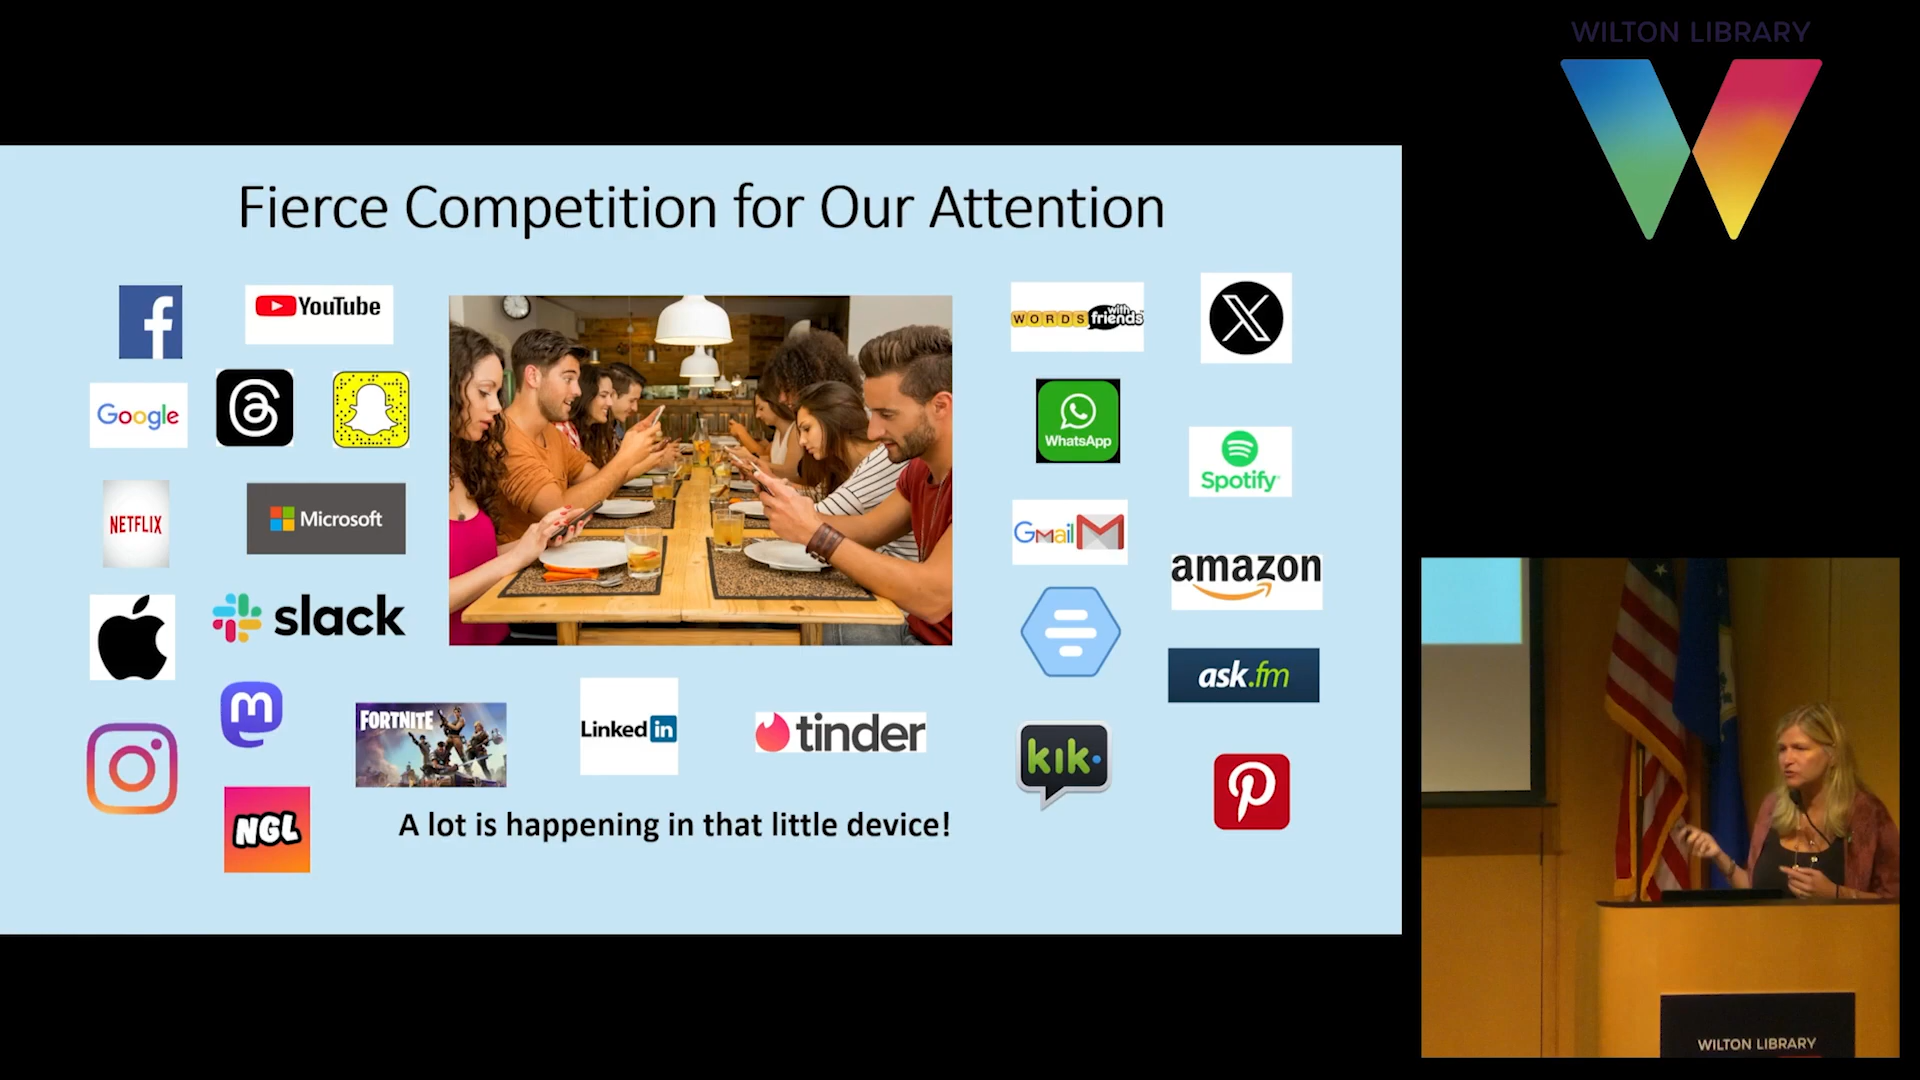 WILTON LIBRARY
Fierce Competition for Our Attention
YouTube
WORDS with friends
X
Google
WhatsApp
Spotify
NETFLIX
Microsoft
Gmail
amazon
slack
ask.fm
m
FORTNITE
Linked in
tinder
kik
NGL
A lot is happening in that little device!
WILTON LIBRARY